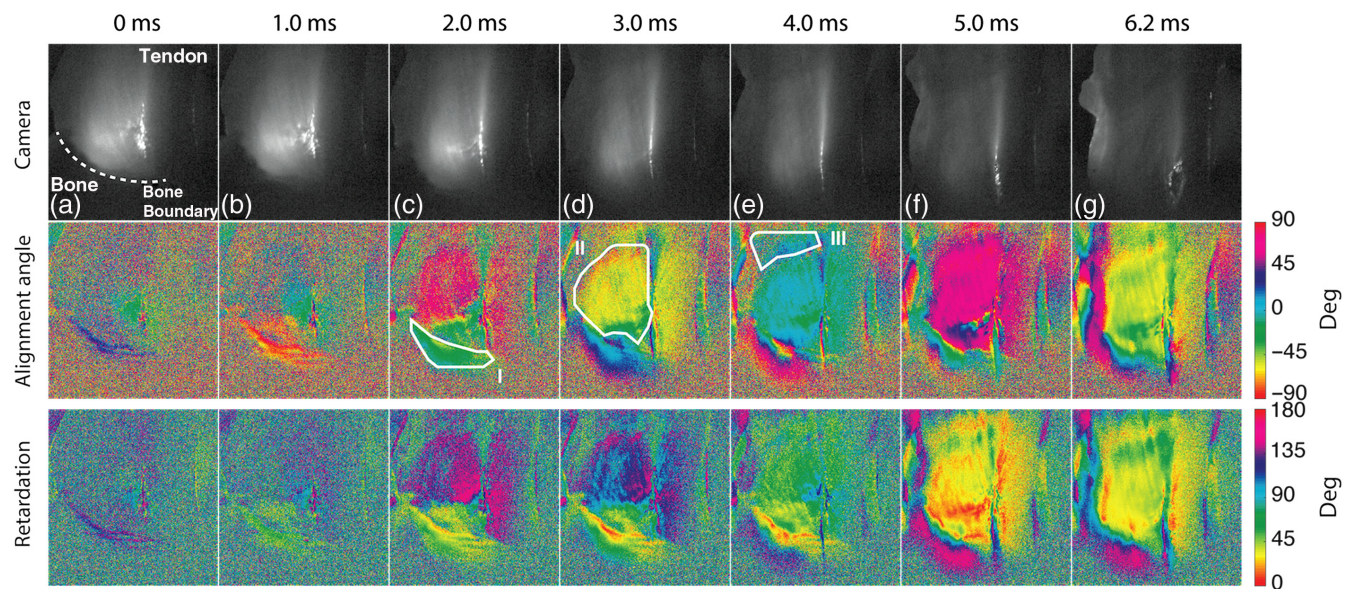 0 ms 1.0 ms 2.0 ms 3.0 ms 4.0 ms 5.0 ms 6.2 ms
Camera
Tendon
Bone
Bone
Boundary
(a) (b) (c) (d) (e) (f) (g)
Alignment angle
I
II
III
90
45
0
−45
−90
Deg
Retardation
180
135
90
45
0
Deg